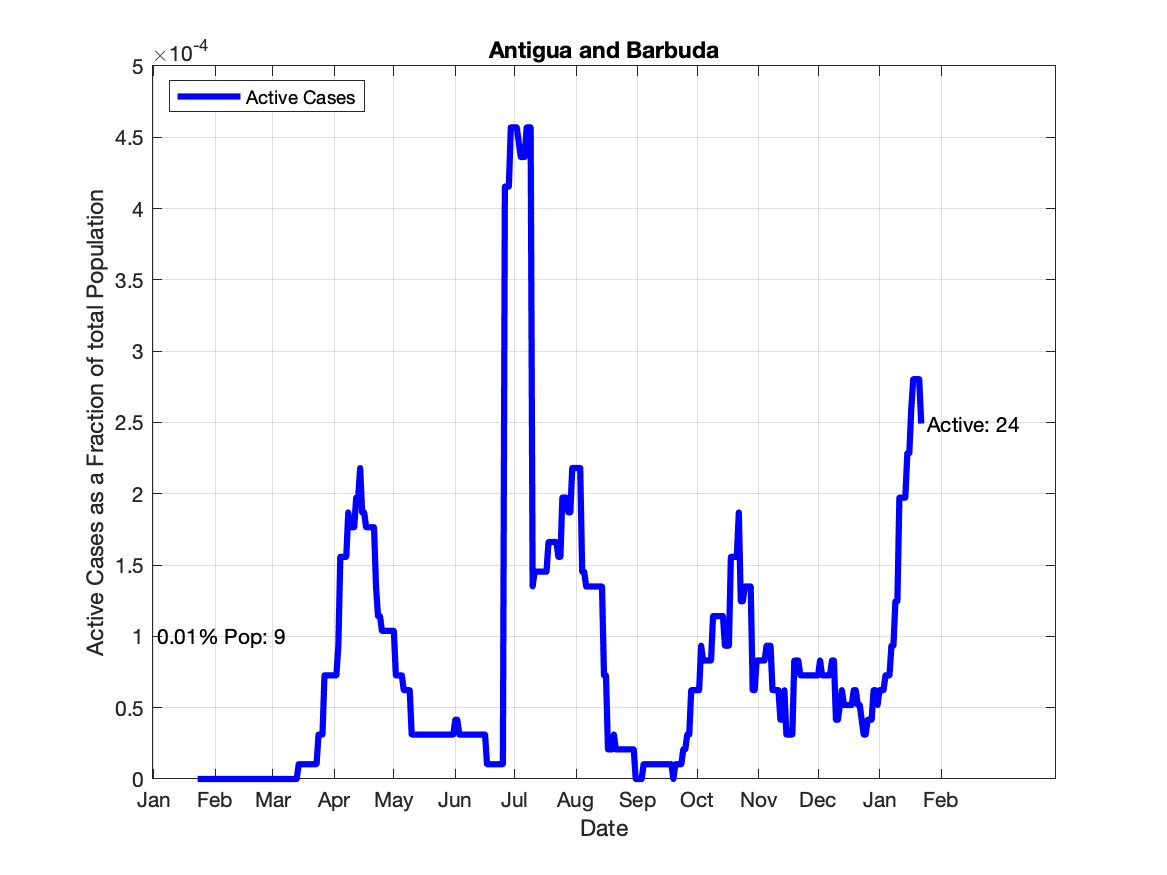 Antigua and Barbuda
×10-4
Active Cases
5
4.5
4
3.5
3
2.5
2
1.5
1
0.5
0
Active Cases as a Fraction of total Population
0.01% Pop: 9
Active: 24
Jan Feb Mar Apr May Jun Jul Aug Sep Oct Nov Dec Jan Feb
Date